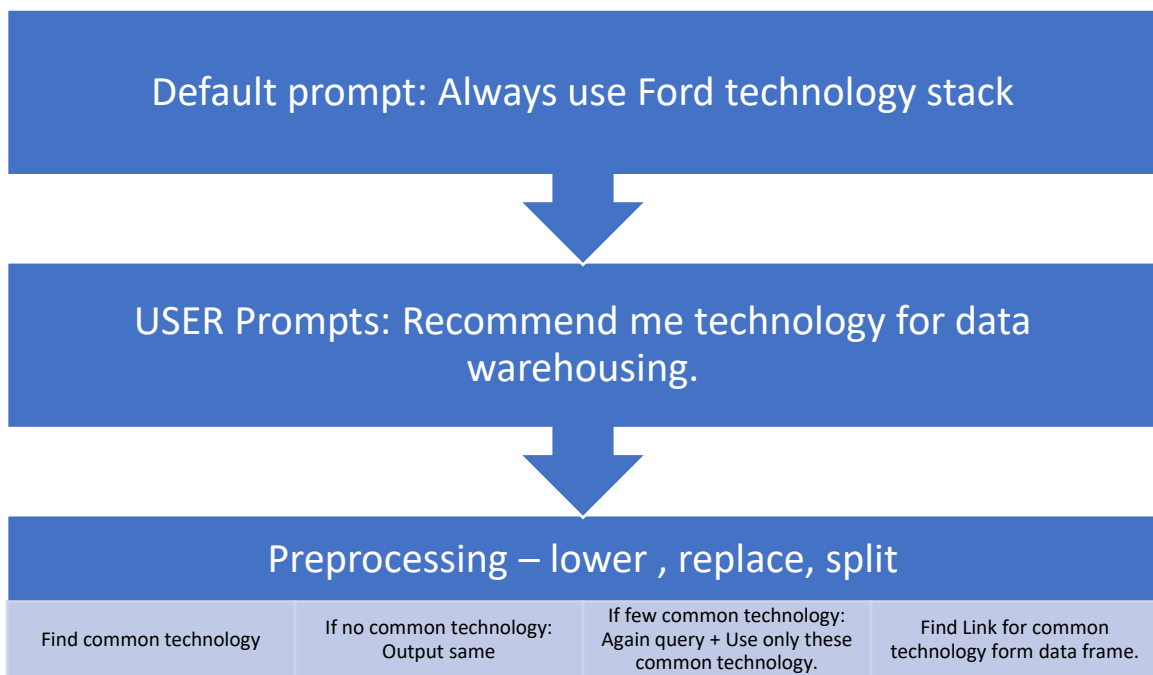 Default prompt: Always use Ford technology stack
USER Prompts: Recommend me technology for data
warehousing.
Preprocessing – lower , replace, split
Find common technology
If no common technology:
Output same
If few common technology:
Again query + Use only these
common technology.
Find Link for common
technology form data frame.